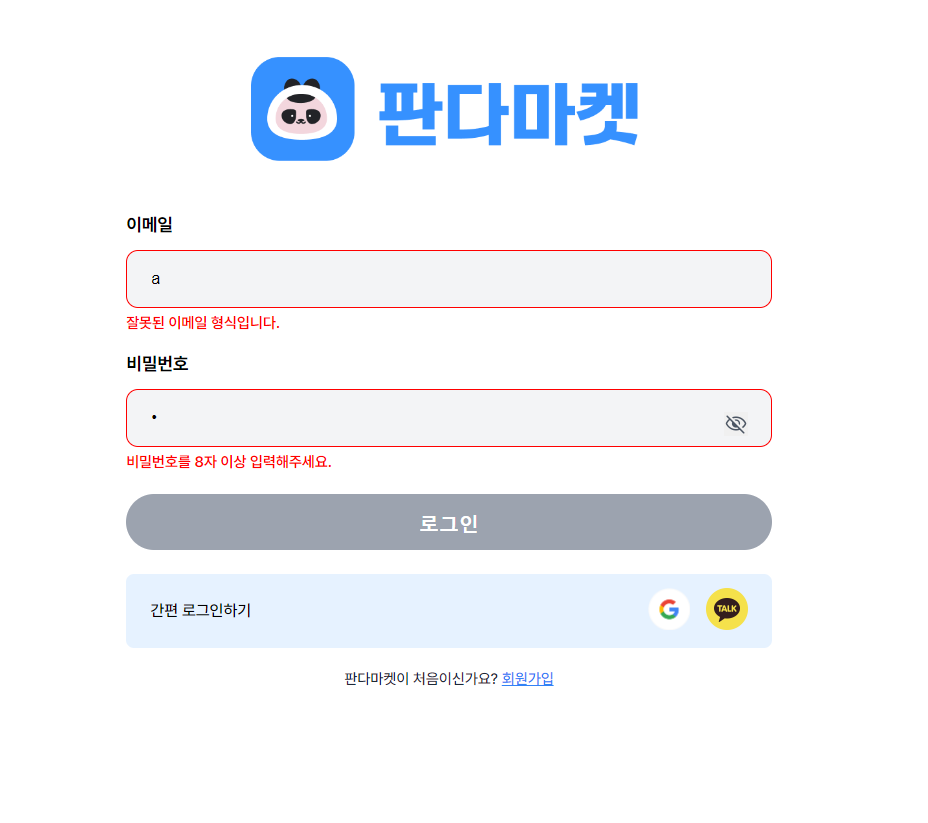 판다마켓
이메일
a
잘못된 이메일 형식입니다.
비밀번호
•
비밀번호를 8자 이상 입력해주세요.
로그인
간편 로그인하기
G
TALK
판다마켓이 처음이신가요? 회원가입